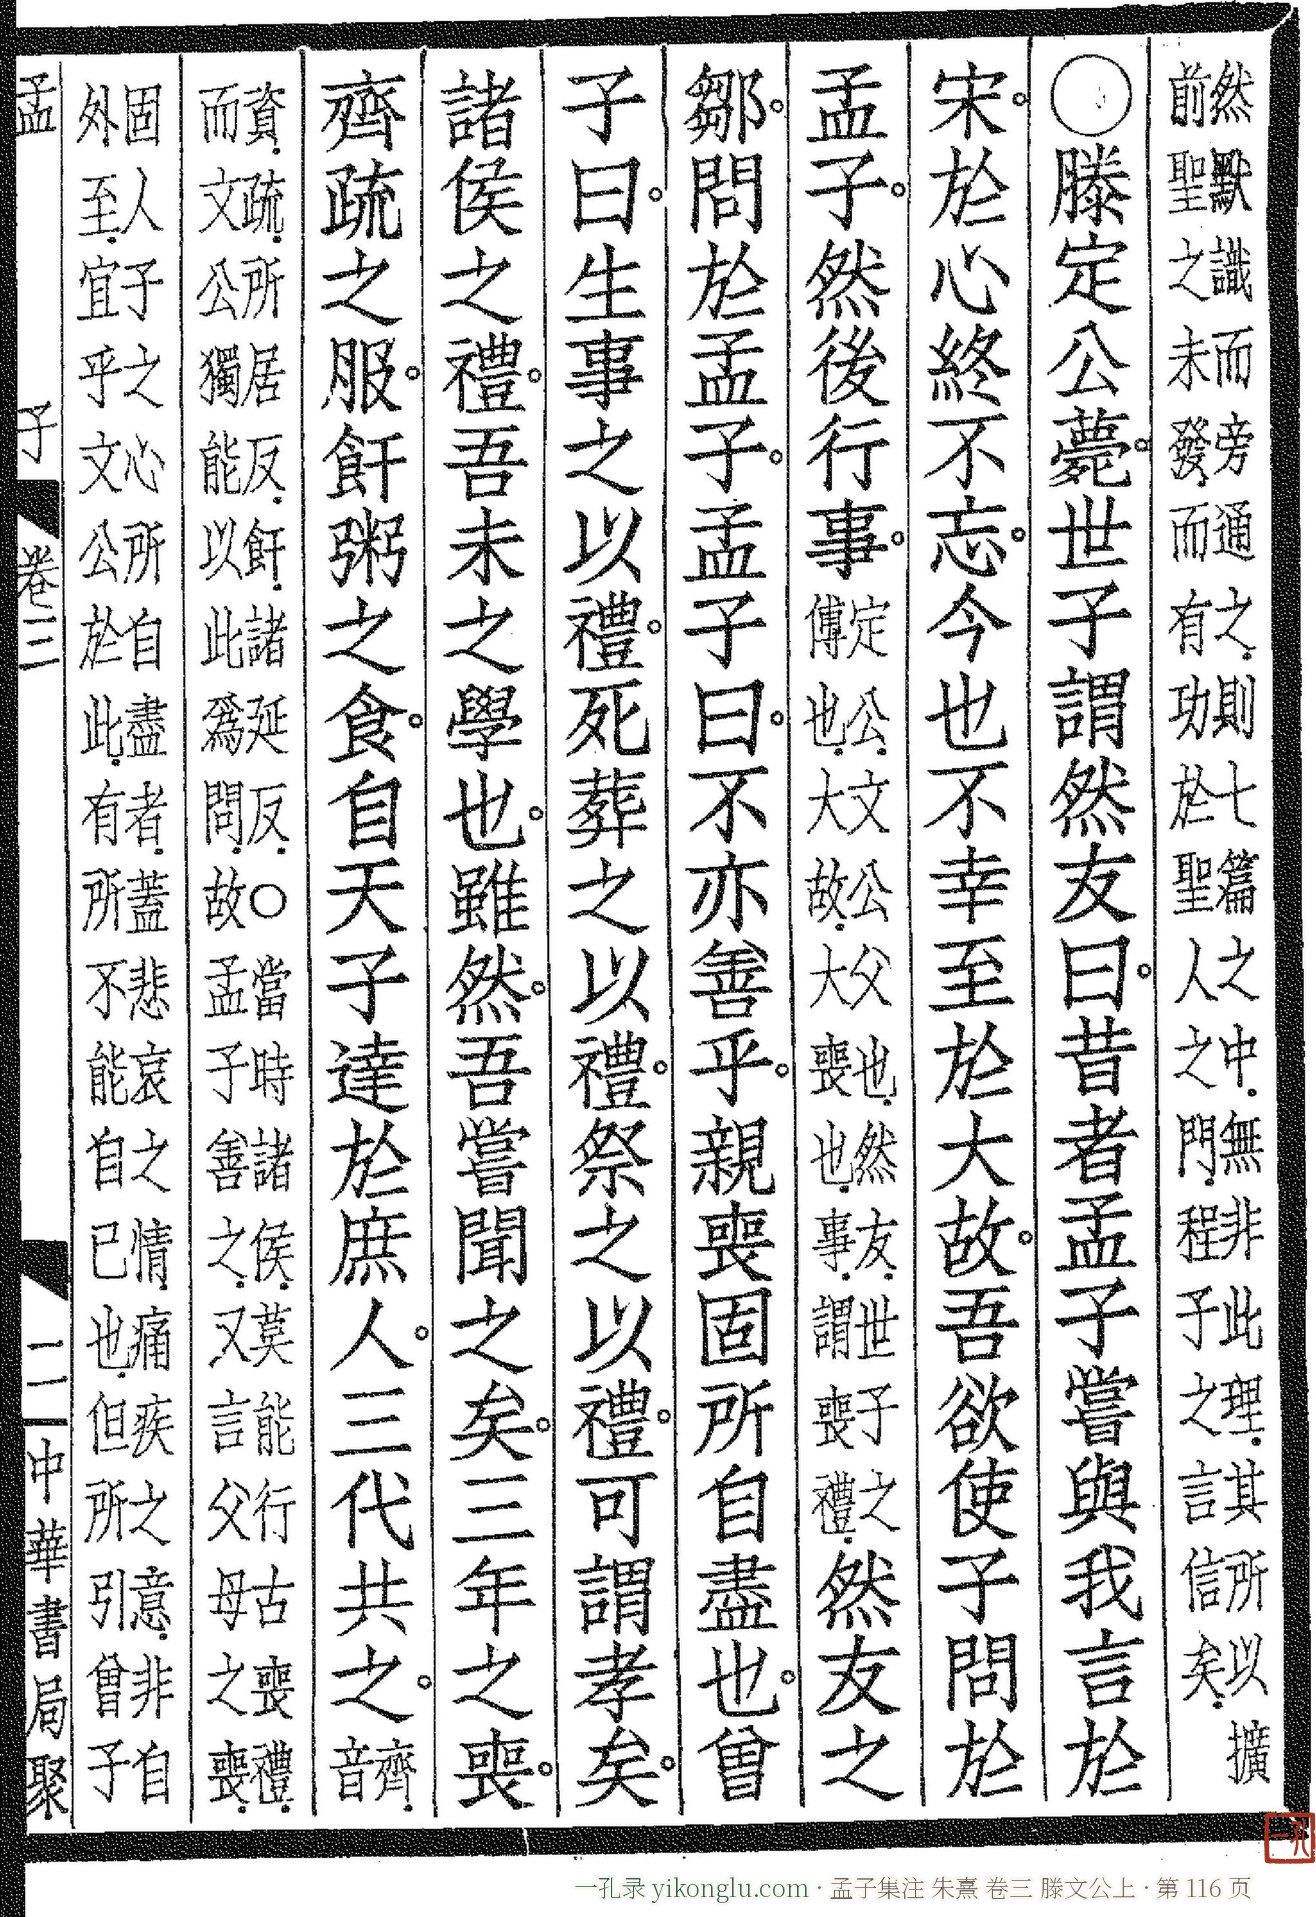 然默識而旁通之則七篇之中無非此理其所以擴
前聖之未發而有功於聖人之門程子之言信矣
○滕定公薨世子謂然友曰昔者孟子嘗與我言於
宋於心終不忘今也不幸至於大故吾欲使子問於
孟子然後行事定公文公父也然友世子之
傅也大故大喪也事謂喪禮然友之
鄒問於孟子孟子曰不亦善乎親喪固所自盡也曾
子曰生事之以禮死葬之以禮祭之以禮可謂孝矣
諸侯之禮吾未之學也雖然吾嘗聞之矣三年之喪
齊疏之服飦粥之食自天子達於庶人三代共之齊音
資疏所居反飦諸延反○當時諸侯莫能行古喪禮
而文公獨能以此為問故孟子善之又言父母之喪
固人子之心所自盡者蓋悲哀之情痛疾之意非自
外至宜乎文公於此有所不能自已也但所引曾子
孟 子 卷三 二一 中華書局聚
一孔录 yikonglu.com · 孟子集注 朱熹 卷三 滕文公上 · 第 116 页